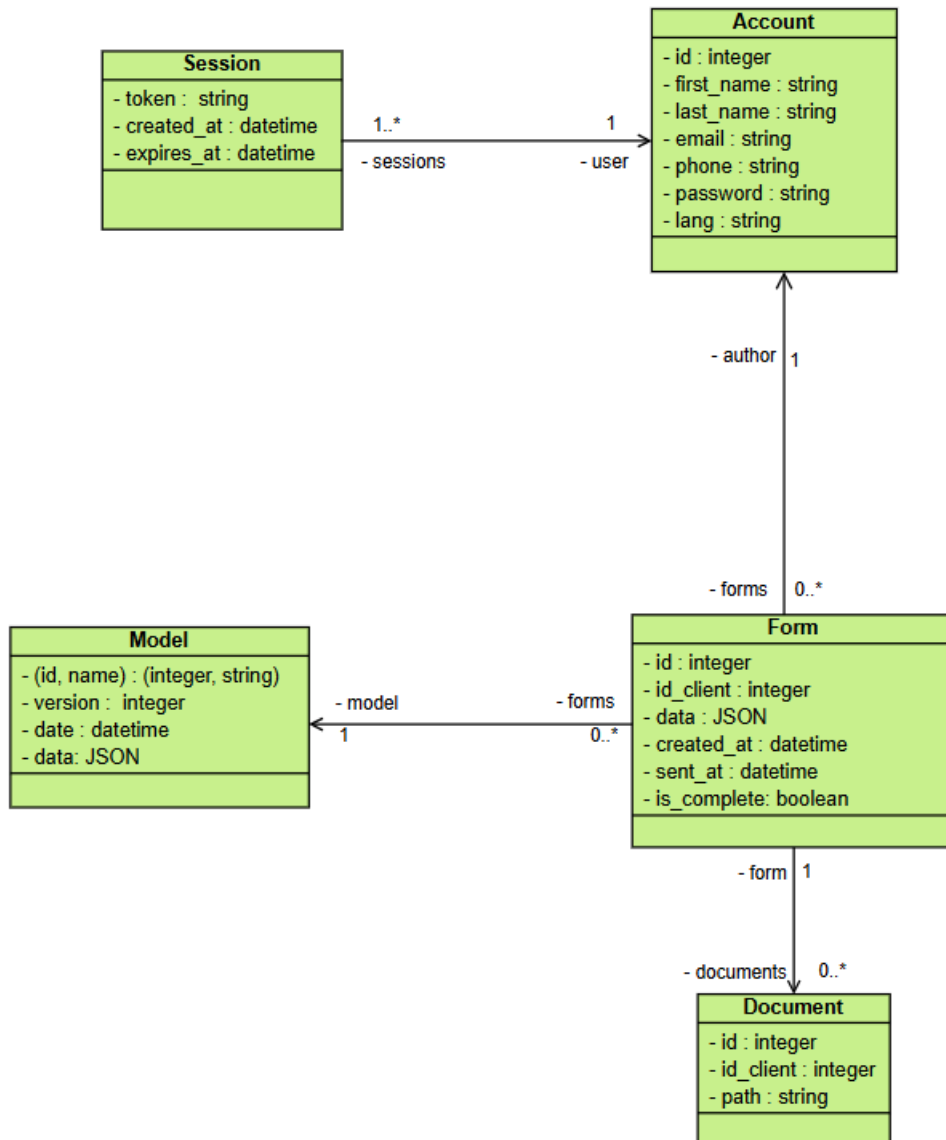 Account
- id : integer
- first_name : string
- last_name : string
- email : string
- phone : string
- password : string
- lang : string
Session
- token :  string
- created_at : datetime
- expires_at : datetime
1..*
1
- sessions
- user
- author
1
- forms
0..*
Model
- (id, name) : (integer, string)
- version :  integer
- date : datetime
- data: JSON
- model
- forms
1
0..*
Form
- id : integer
- id_client : integer
- data : JSON
- created_at : datetime
- sent_at : datetime
- is_complete: boolean
- form
1
- documents
0..*
Document
- id : integer
- id_client : integer
- path : string